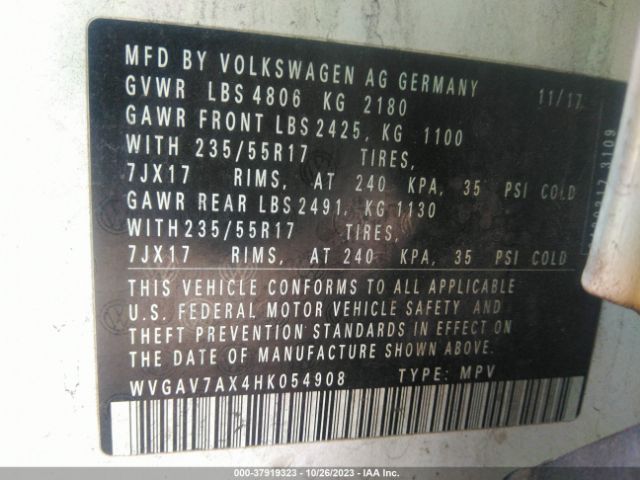 MFD BY VOLKSWAGEN AG GERMANY 11/17
GVWR LBS 4806 KG 2180
GAWR FRONT LBS 2425, KG 1100
WITH 235/55R17 TIRES,
7JX17 RIMS, AT 240 KPA, 35 PSI COLD
GAWR REAR LBS 2491, KG 1130
WITH 235/55R17 TIRES,
7JX17 RIMS, AT 240 KPA, 35 PSI COLD
THIS VEHICLE CONFORMS TO ALL APPLICABLE
U.S. FEDERAL MOTOR VEHICLE SAFETY AND
THEFT PREVENTION STANDARDS IN EFFECT ON
THE DATE OF MANUFACTURE SHOWN ABOVE.
WVGAV7AX4HK054908 TYPE: MPV
3109
000-37919323 | 10/26/2023 | IAA Inc.